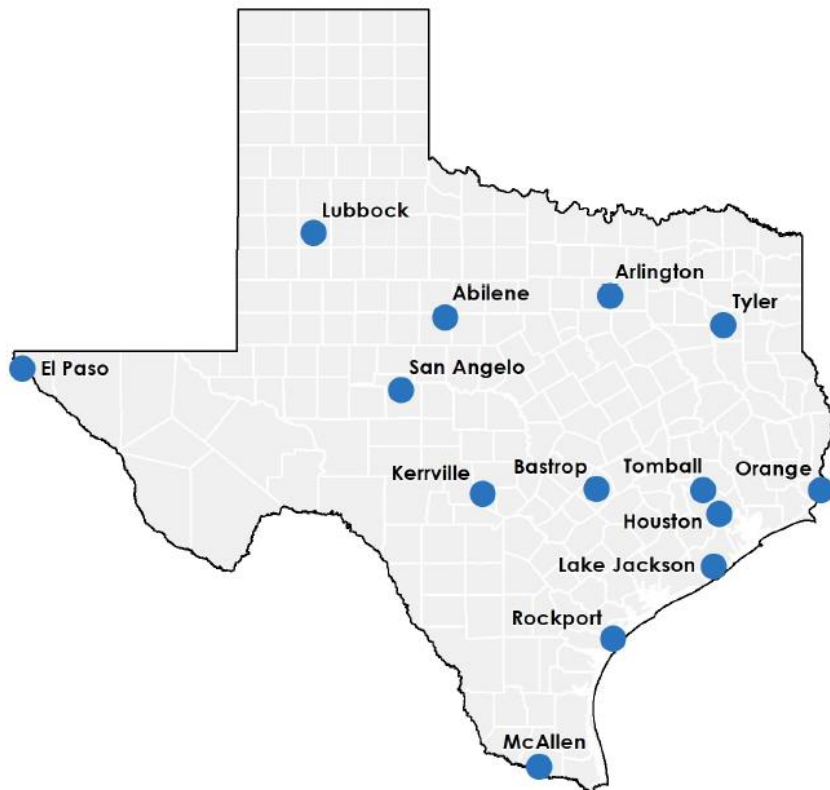 Lubbock
Arlington
Abilene
Tyler
El Paso
San Angelo
Kerrville
Bastrop
Tomball
Orange
Houston
Lake Jackson
Rockport
McAllen